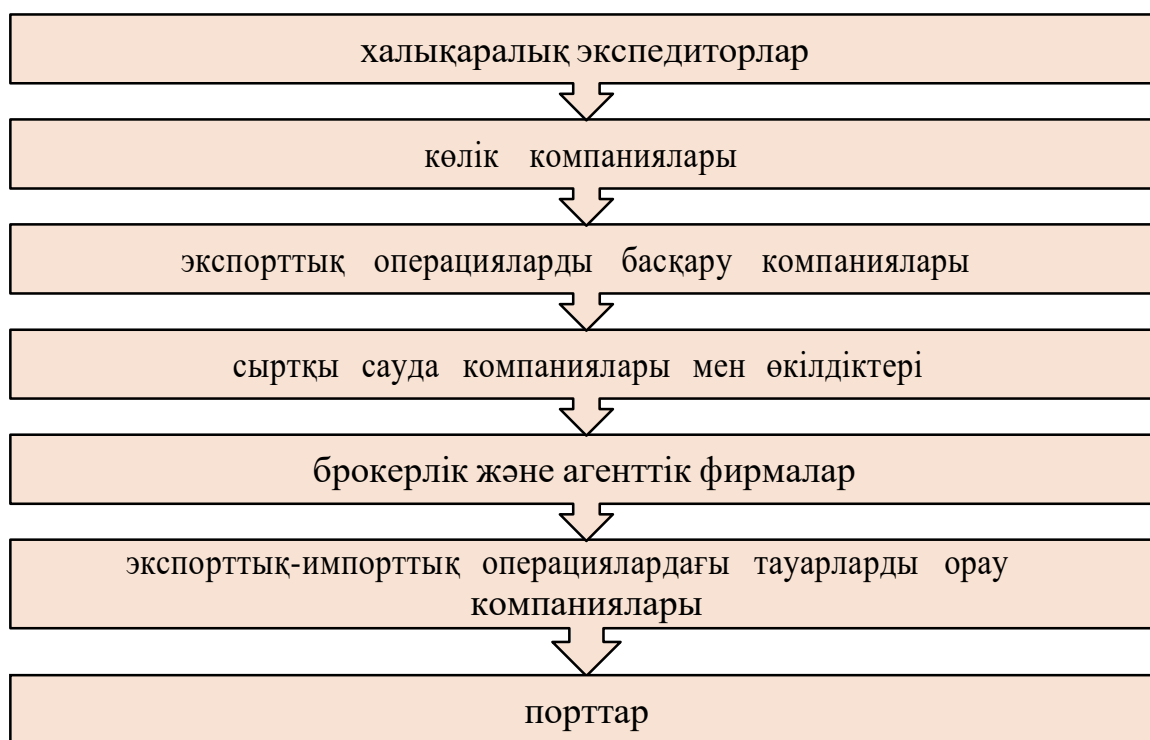 халықаралық экспедиторлар
көлік компаниялары
экспорттық операцияларды басқару компаниялары
сыртқы сауда компаниялары мен өкілдіктері
брокерлік және агенттік фирмалар
экспорттық-импорттық операциялардағы тауарларды орау
компаниялары
порттар